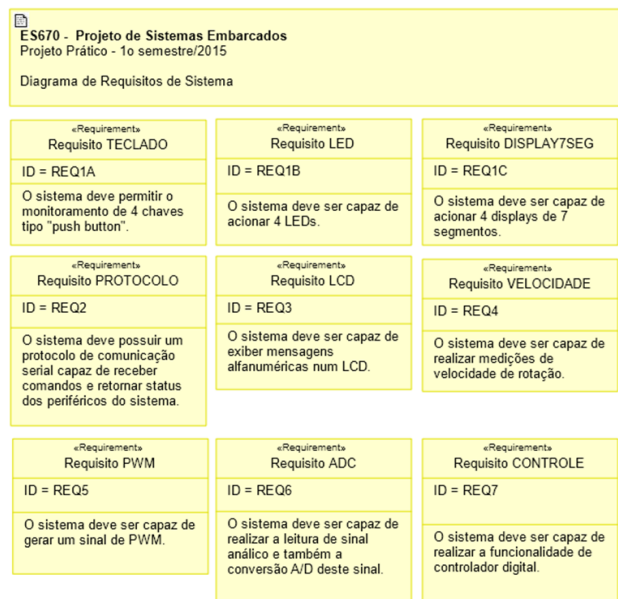 ES670 - Projeto de Sistemas Embarcados
Projeto Prático - 1o semestre/2015
Diagrama de Requisitos de Sistema
«Requirement»
Requisito TECLADO
ID = REQ1A
O sistema deve permitir o
monitoramento de 4 chaves
tipo "push button".
«Requirement»
Requisito LED
ID = REQ1B
O sistema deve ser capaz de
acionar 4 LEDs.
«Requirement»
Requisito DISPLAY7SEG
ID = REQ1C
O sistema deve ser capaz de
acionar 4 displays de 7
segmentos.
«Requirement»
Requisito PROTOCOLO
ID = REQ2
O sistema deve possuir um
protocolo de comunicação
serial capaz de receber
comandos e retornar status
dos periféricos do sistema.
«Requirement»
Requisito LCD
ID = REQ3
O sistema deve ser capaz de
exiber mensagens
alfanuméricas num LCD.
«Requirement»
Requisito VELOCIDADE
ID = REQ4
O sistema deve ser capaz de
realizar medições de
velocidade de rotação.
«Requirement»
Requisito PWM
ID = REQ5
O sistema deve ser capaz de
gerar um sinal de PWM.
«Requirement»
Requisito ADC
ID = REQ6
O sistema deve ser capaz de
realizar a leitura de sinal
análico e também a
conversão A/D deste sinal.
«Requirement»
Requisito CONTROLE
ID = REQ7
O sistema deve ser capaz de
realizar a funcionalidade de
controlador digital.